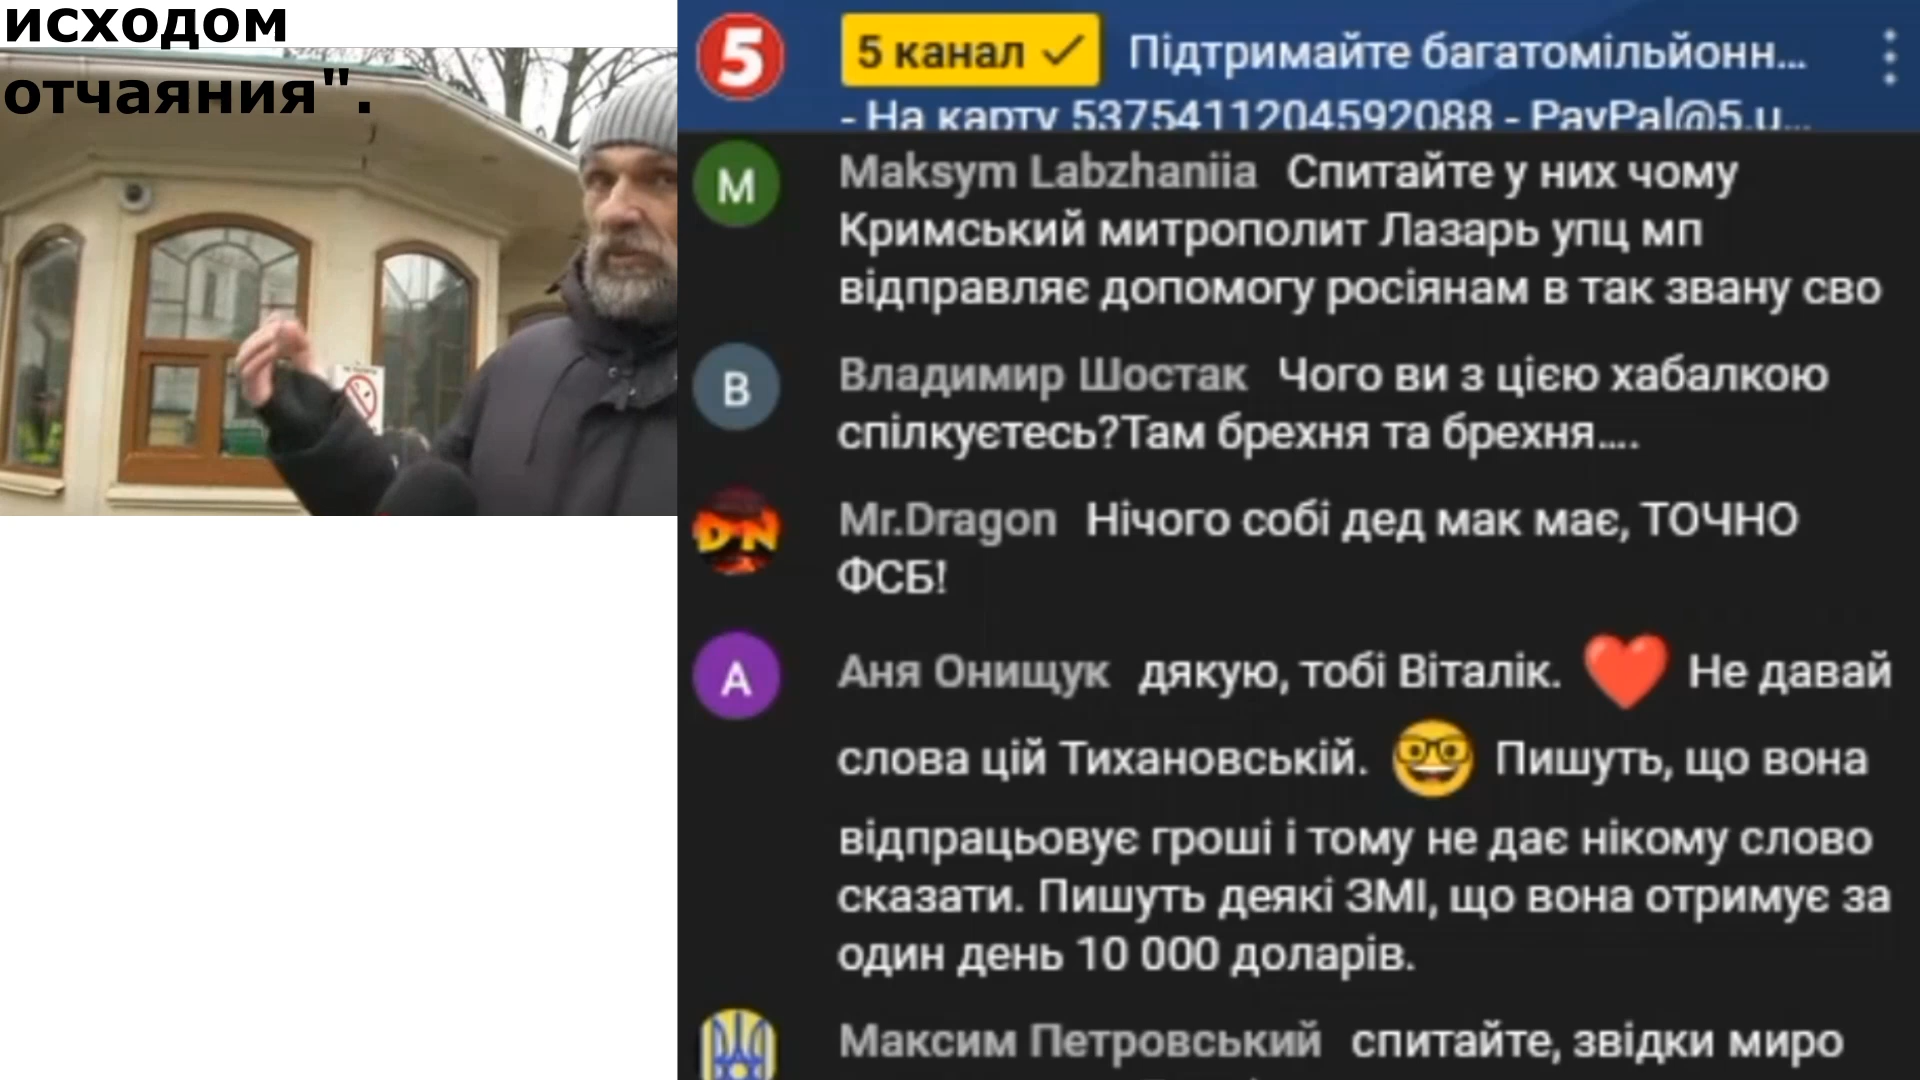 исходом
отчаяния".
5 канал Підтримайте багатомільйонн...
- На карту 5375411204592088 - PayPal@5.u...
Maksym Labzhaniia Спитайте у них чому
Кримський митрополит Лазарь упц мп
відправляє допомогу росіянам в так звану сво
Владимир Шостак Чого ви з цією хабалкою
спілкуєтесь?Там брехня та брехня....
Mr.Dragon Нічого собі дед мак має, ТОЧНО
ФСБ!
Аня Онищук дякую, тобі Віталік. ❤️ Не давай
слова цій Тихановській. 🤓 Пишуть, що вона
відпрацьовує гроші і тому не дає нікому слово
сказати. Пишуть деякі ЗМІ, що вона отримує за
один день 10 000 доларів.
Максим Петровський спитайте, звідки миро